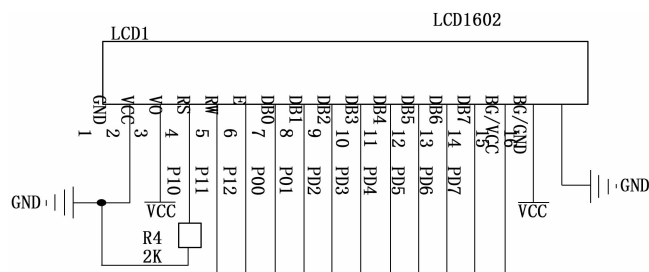 LCD1602
LCD1
GND VCC VO RS RW E DB0 DB1 DB2 DB3 DB4 DB5 DB6 DB7 BG/VCC BG/GND
1 2 3 4 5 6 7 8 9 10 11 12 13 14 15 16
P10 P11 P12 P00 P01 PD2 PD3 PD4 PD5 PD6 PD7
GND VCC VCC GND
R4
2K